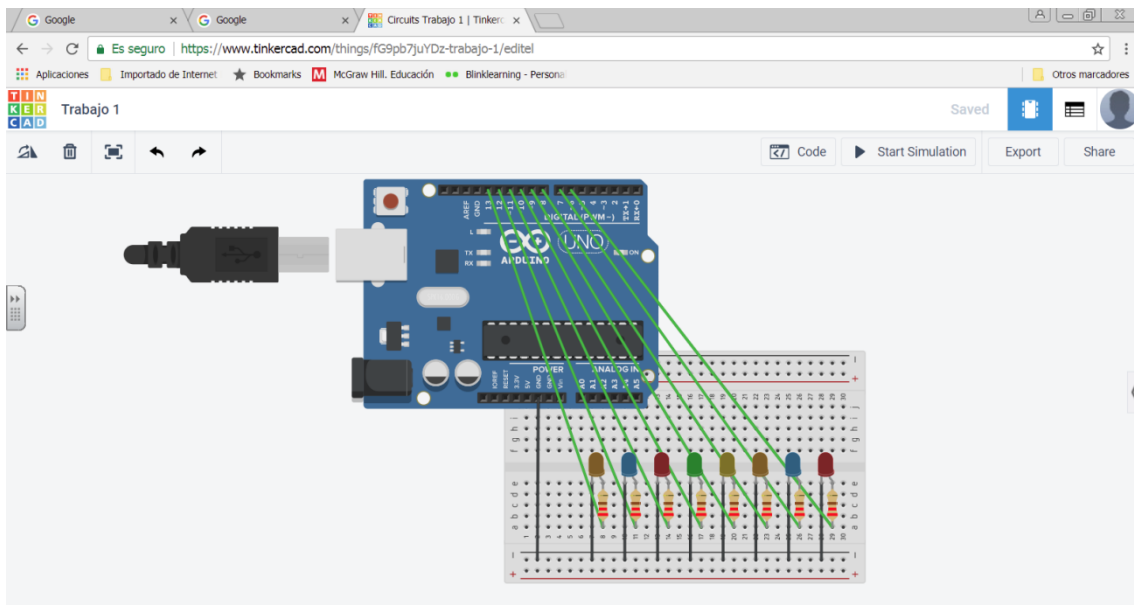 Google
Google
Circuits Trabajo 1 | Tinkerc
Es seguro | https://www.tinkercad.com/things/fG9pb7juYDz-trabajo-1/editel
Aplicaciones Importado de Internet Bookmarks McGraw Hill. Educación Blinklearning - Persona Otros marcadores
TIN
KER
CAD
Trabajo 1
Saved
Code Start Simulation Export Share
AREF GND 13 12 ~11 ~10 ~9 8 7 ~6 ~5 4 ~3 2 TX→1 RX←0
DIGITAL (PWM~)
L
TX
RX
UNO
ARDUINO
ON
POWER ANALOG IN
IOREF RESET 3.3V 5V GND GND Vin A0 A1 A2 A3 A4 A5